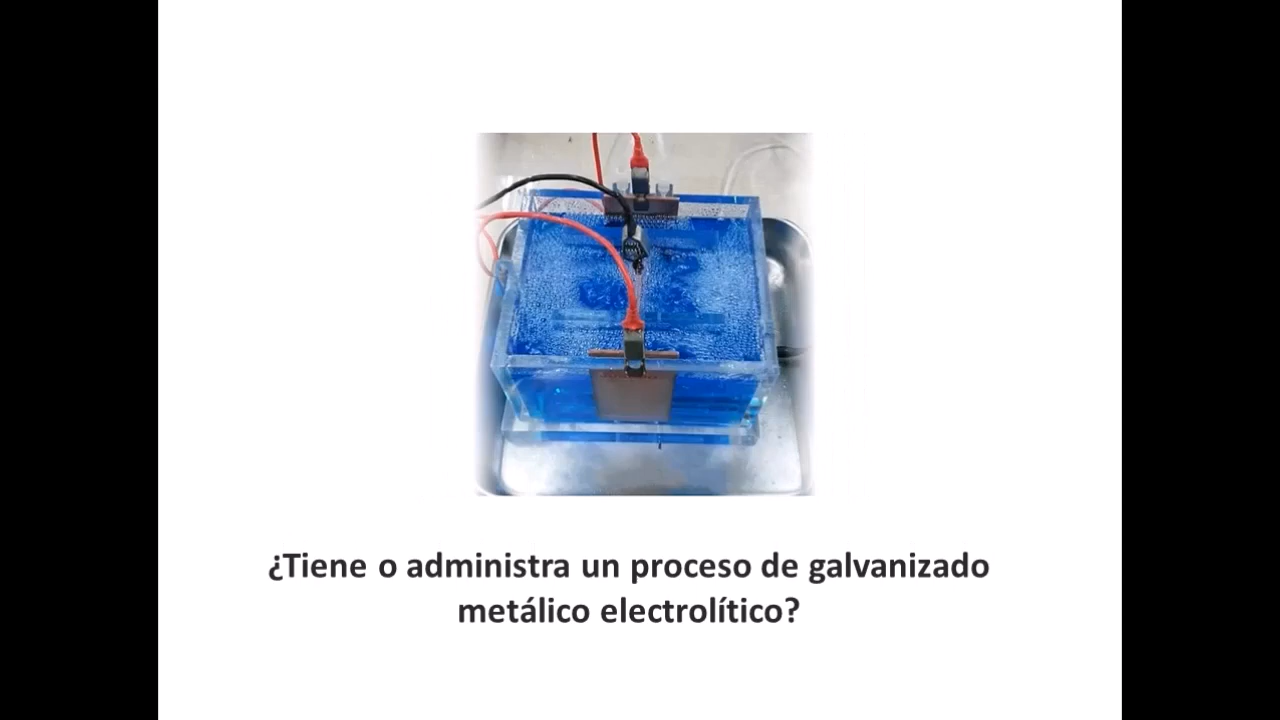 ¿Tiene o administra un proceso de galvanizado
metálico electrolítico?